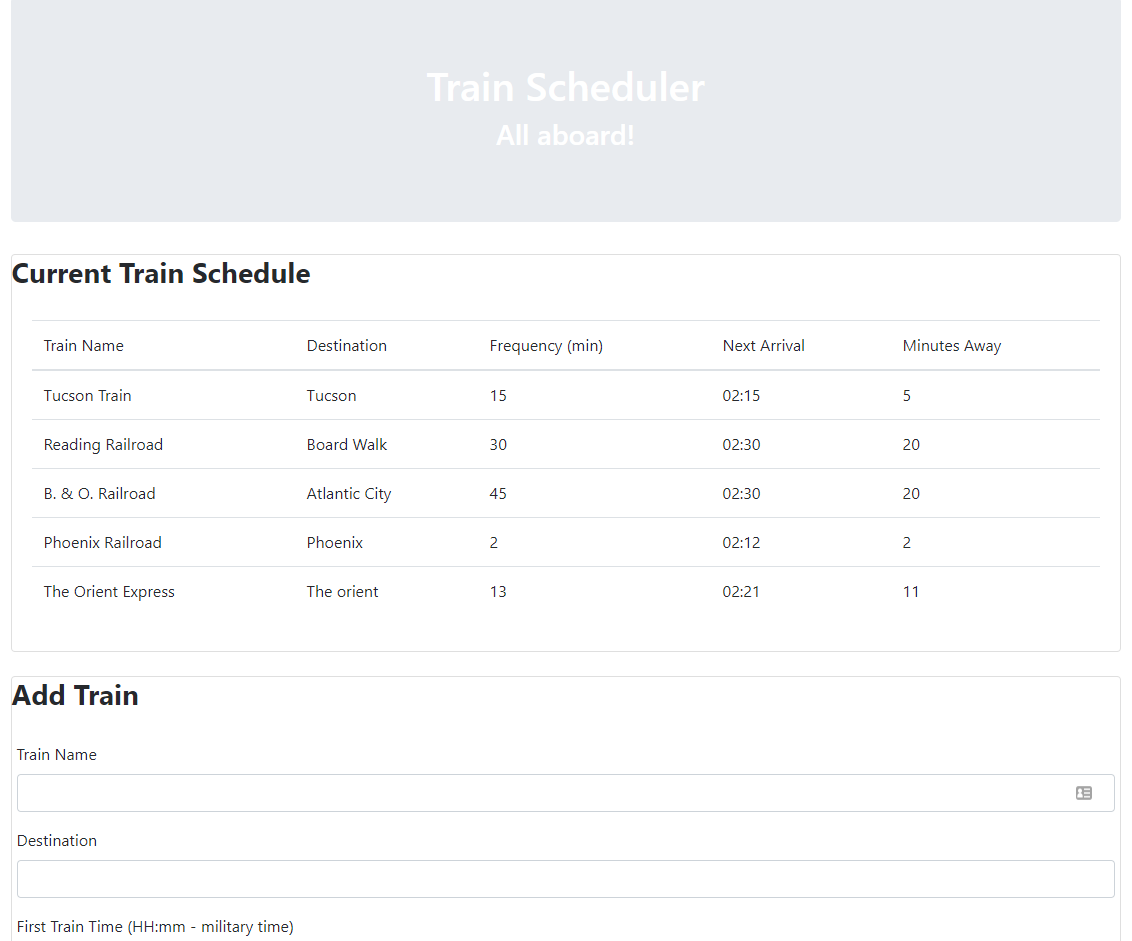 Train Scheduler
All aboard!
Current Train Schedule
Train Name Destination Frequency (min) Next Arrival Minutes Away
Tucson Train Tucson 15 02:15 5
Reading Railroad Board Walk 30 02:30 20
B. & O. Railroad Atlantic City 45 02:30 20
Phoenix Railroad Phoenix 2 02:12 2
The Orient Express The orient 13 02:21 11
Add Train
Train Name
Destination
First Train Time (HH:mm - military time)